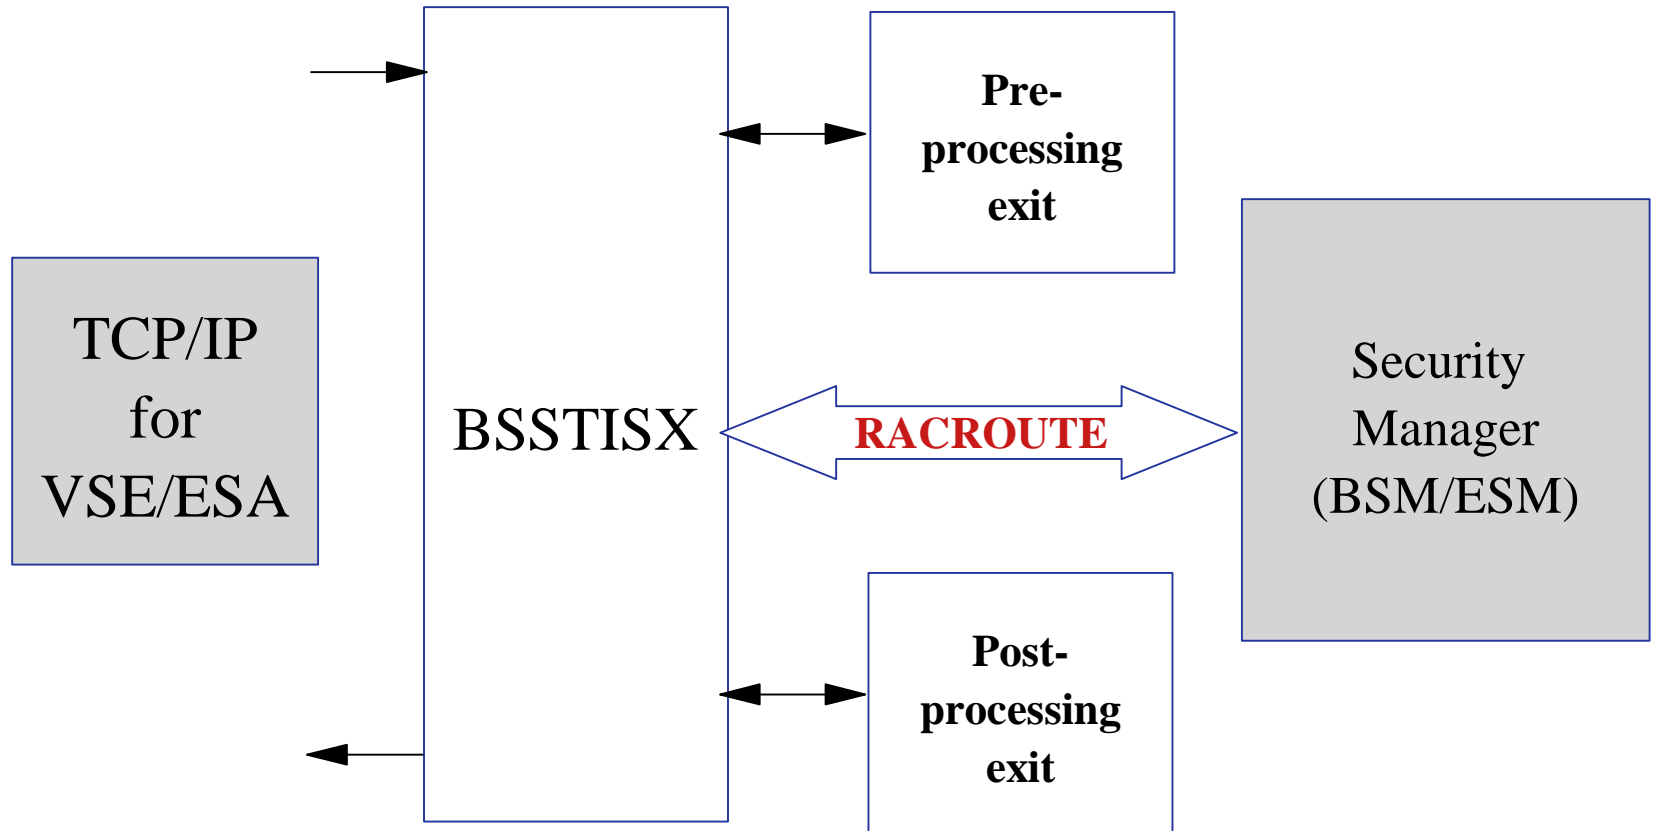 TCP/IP
for
VSE/ESA
BSSTISX
Pre-
processing
exit
RACROUTE
Post-
processing
exit
Security
Manager
(BSM/ESM)